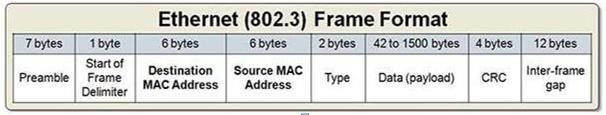 Ethernet (802.3) Frame Format
7 bytes 1 byte 6 bytes 6 bytes 2 bytes 42 to 1500 bytes 4 bytes 12 bytes
Preamble
Start of
Frame
Delimiter
Destination
MAC Address
Source MAC
Address
Type
Data (payload)
CRC
Inter-frame
gap